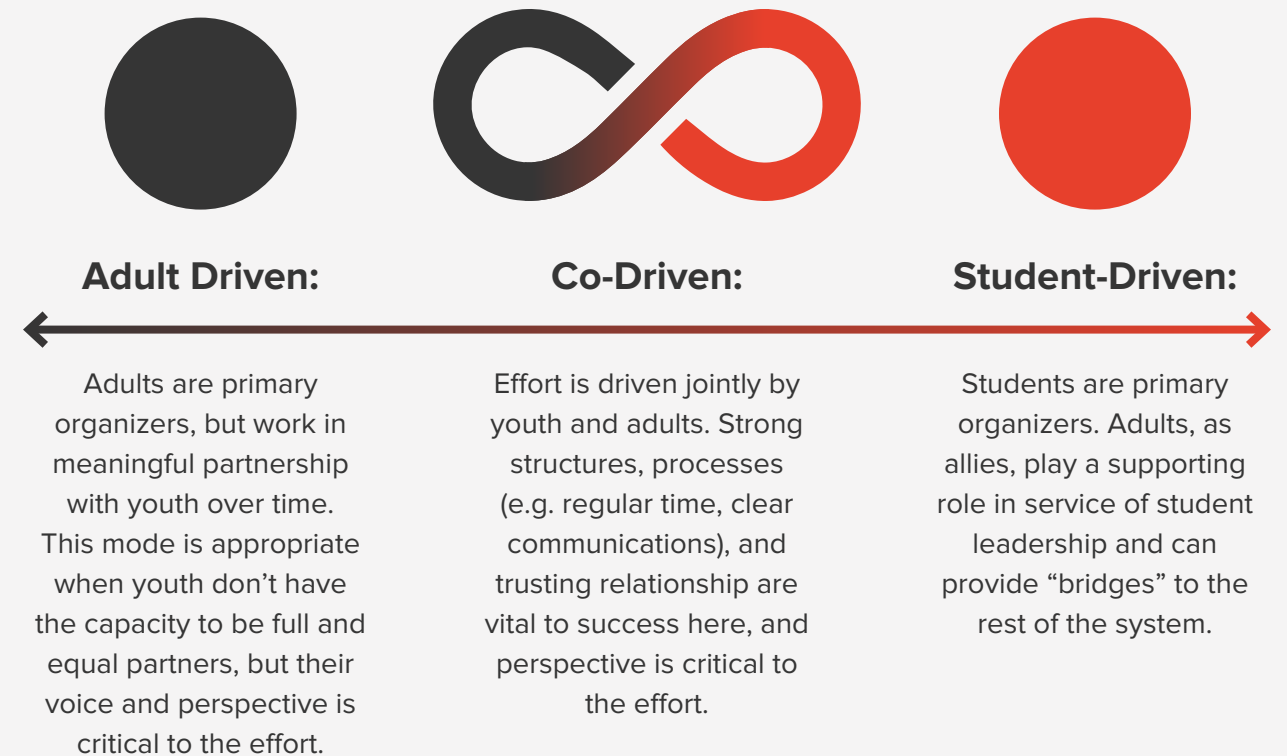 Adult Driven:
Adults are primary
organizers, but work in
meaningful partnership
with youth over time.
This mode is appropriate
when youth don’t have
the capacity to be full and
equal partners, but their
voice and perspective is
critical to the effort.
Co-Driven:
Effort is driven jointly by
youth and adults. Strong
structures, processes
(e.g. regular time, clear
communications), and
trusting relationship are
vital to success here, and
perspective is critical to
the effort.
Student-Driven:
Students are primary
organizers. Adults, as
allies, play a supporting
role in service of student
leadership and can
provide “bridges” to the
rest of the system.